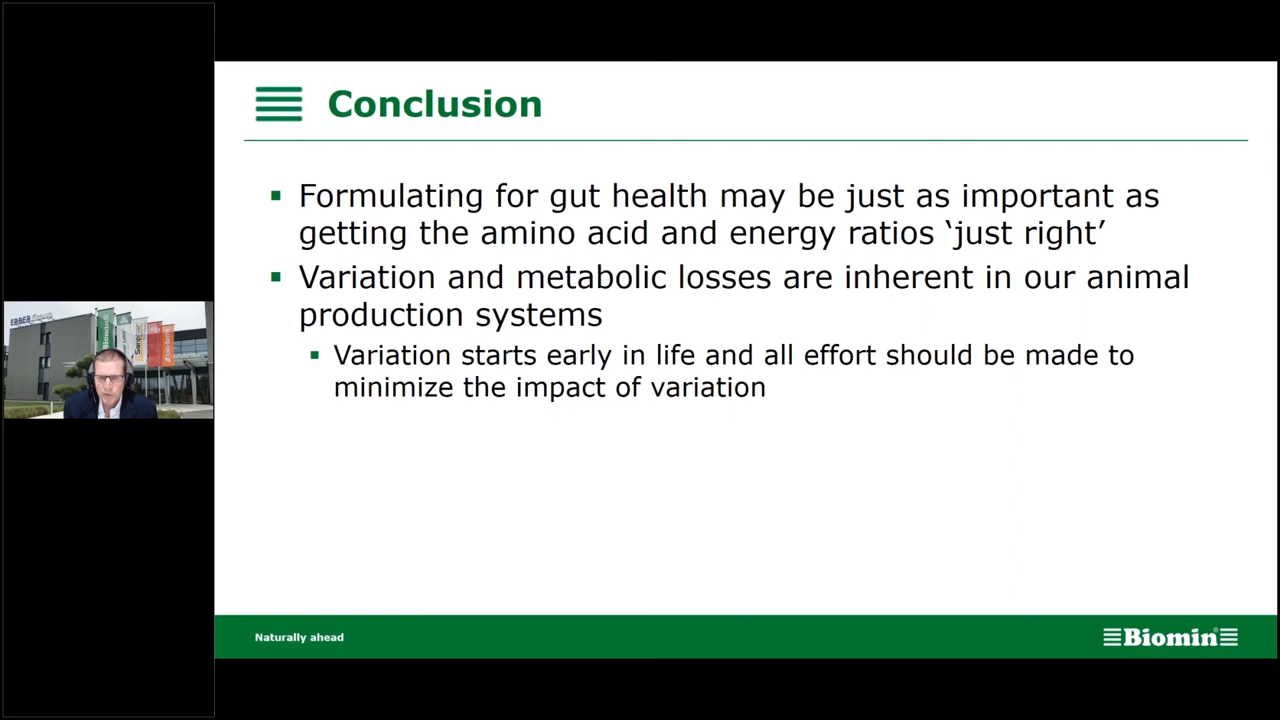 Conclusion
Formulating for gut health may be just as important as
getting the amino acid and energy ratios ‘just right’
Variation and metabolic losses are inherent in our animal
production systems
Variation starts early in life and all effort should be made to
minimize the impact of variation
ERBER
Biomin
Naturally ahead
Biomin®